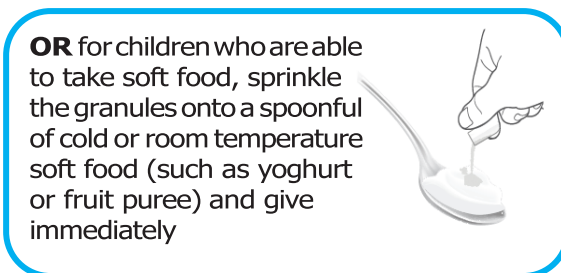 OR for children who are able
to take soft food, sprinkle
the granules onto a spoonful
of cold or room temperature
soft food (such as yoghurt
or fruit puree) and give
immediately